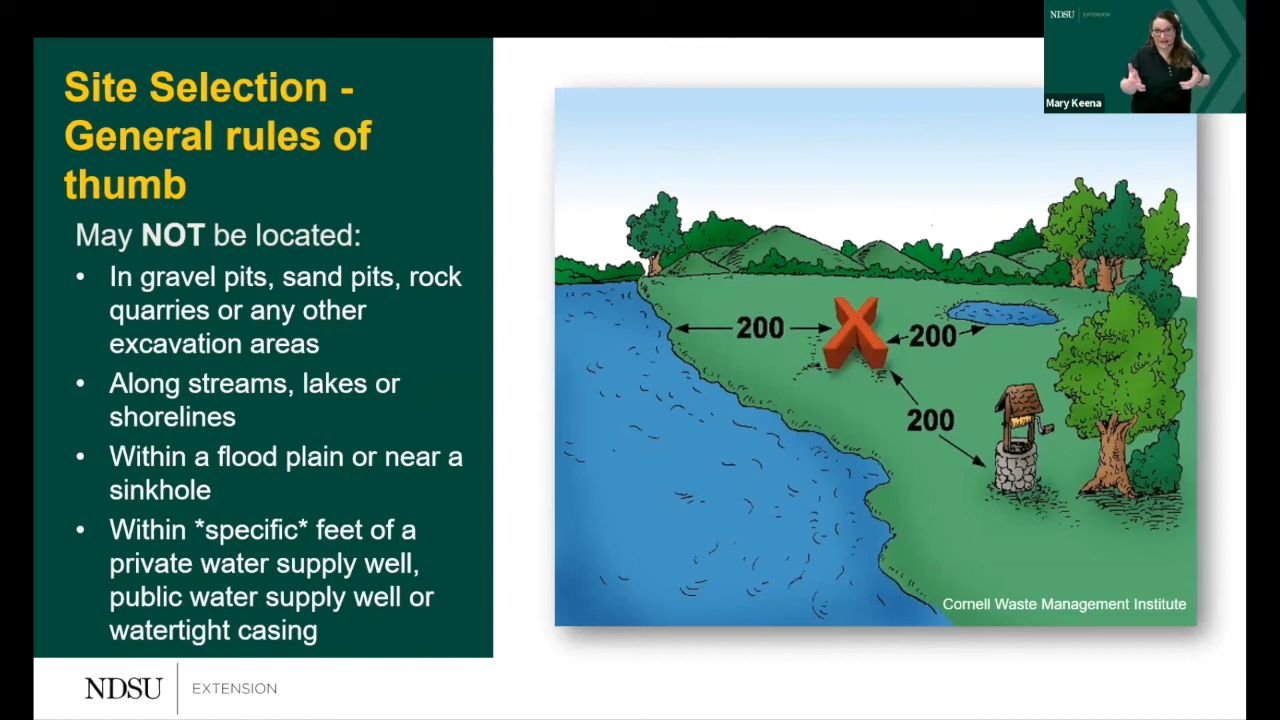 Site Selection -
General rules of
thumb
May NOT be located:
• In gravel pits, sand pits, rock
quarries or any other
excavation areas
• Along streams, lakes or
shorelines
• Within a flood plain or near a
sinkhole
• Within *specific* feet of a
private water supply well,
public water supply well or
watertight casing
NDSU EXTENSION
200
200
200
Cornell Waste Management Institute
NDSU EXTENSION
Mary Keena